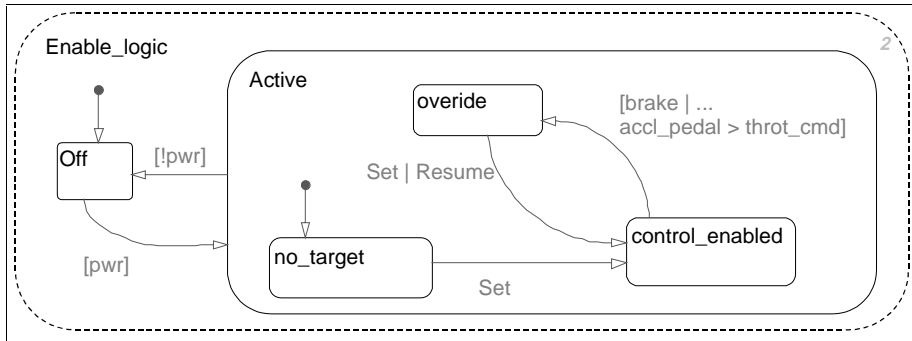 Enable_logic
2
Active
overide
[brake | ...
accl_pedal > throt_cmd]
Off
[!pwr]
Set | Resume
control_enabled
no_target
[pwr]
Set